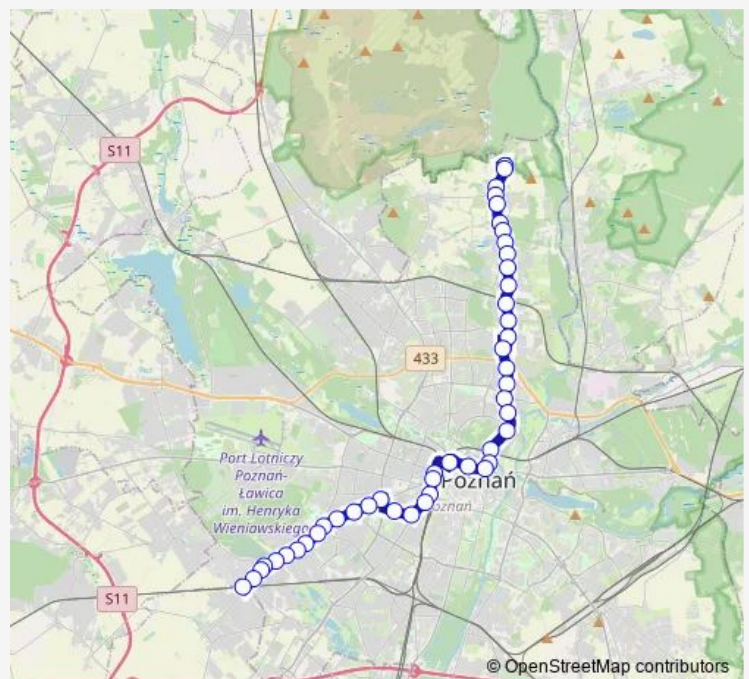 S11
433
Port Lotniczy
Poznań-
Ławica
im. Henryka
Wieniawskiego
Poznań
Poznań
S11
© OpenStreetMap contributors